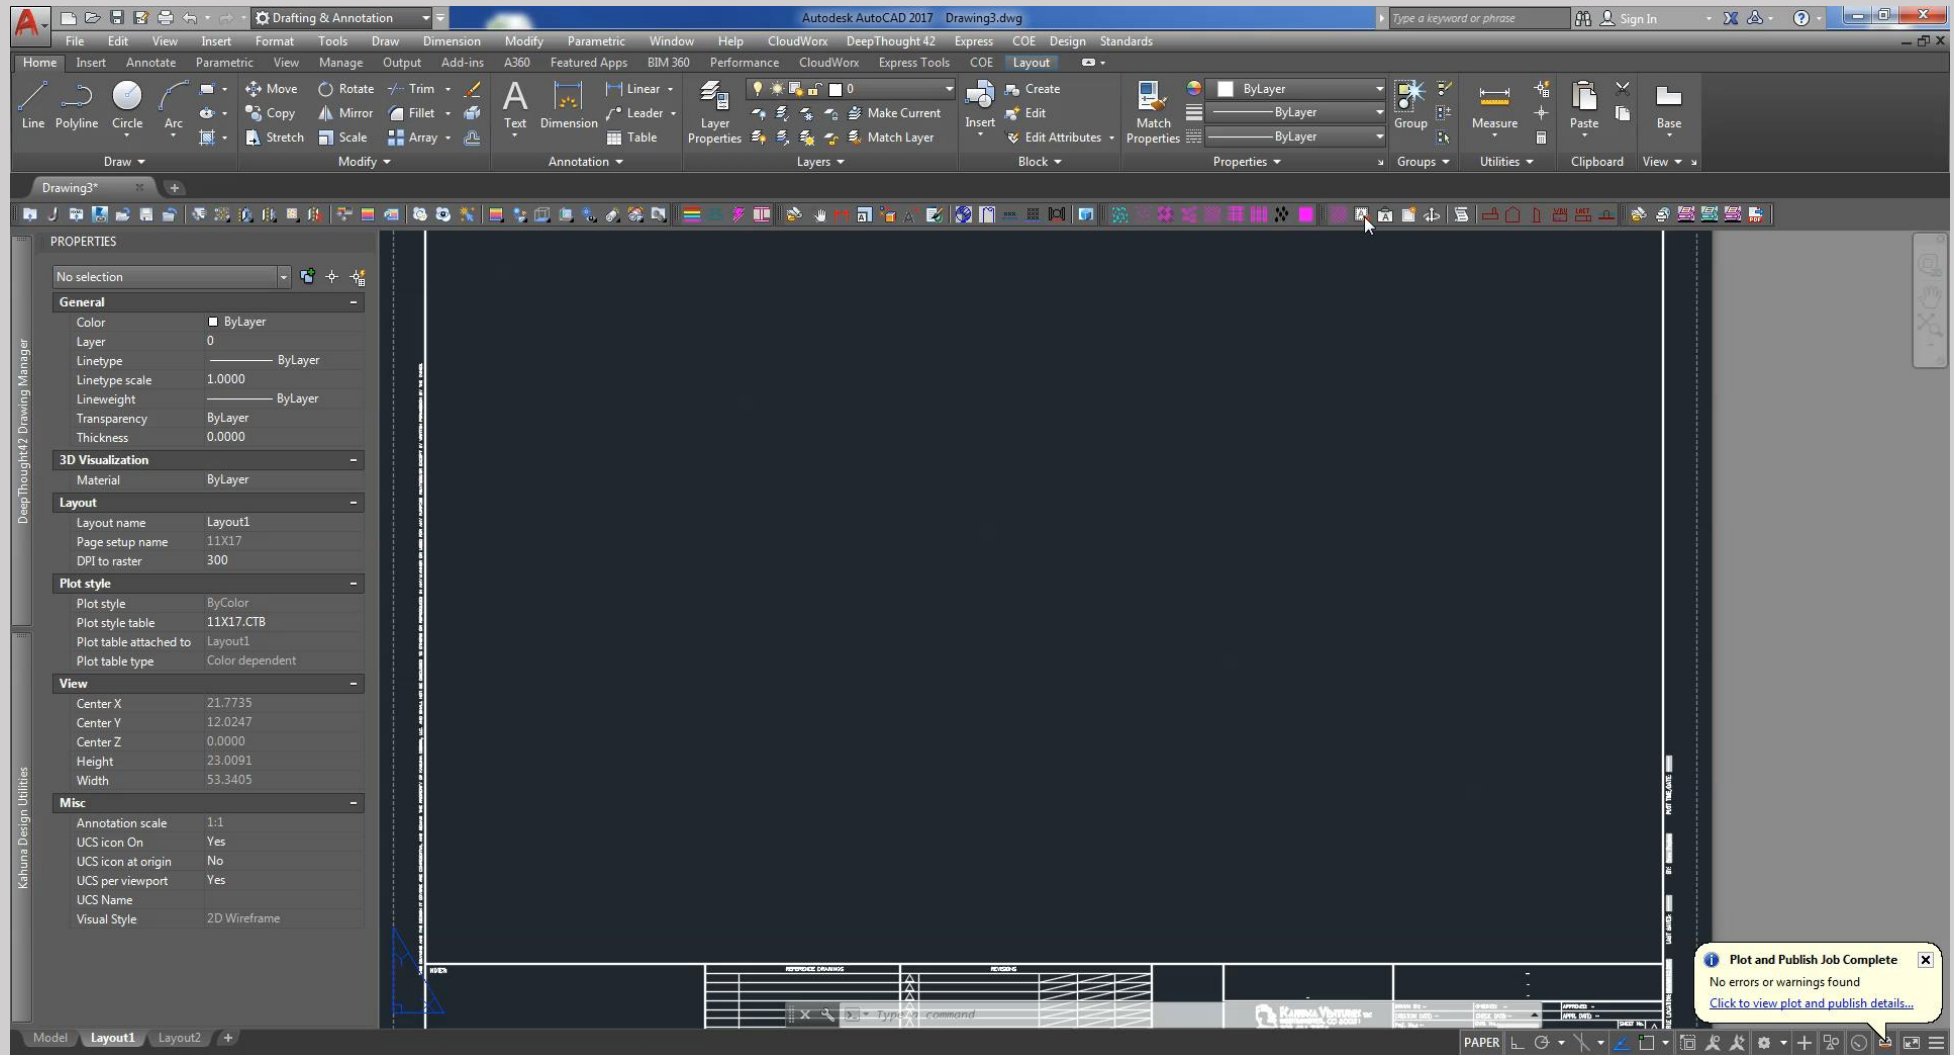 Drafting & Annotation
Autodesk AutoCAD 2017 Drawing3.dwg
Type a keyword or phrase
Sign In
File Edit View Insert Format Tools Draw Dimension Modify Parametric Window Help CloudWorx DeepThought 42 Express COE Design Standards
Home Insert Annotate Parametric View Manage Output Add-ins A360 Featured Apps BIM 360 Performance CloudWorx Express Tools COE Layout
Line Polyline Circle Arc
Draw
Move Rotate Trim
Copy Mirror Fillet
Stretch Scale Array
Modify
Text Dimension
Linear
Leader
Table
Annotation
Layer Properties
0
Make Current
Match Layer
Layers
Insert
Create
Edit
Edit Attributes
Block
Match Properties
ByLayer
ByLayer
ByLayer
Properties
Group
Groups
Measure
Utilities
Paste
Clipboard
Base
View
Drawing3*
PROPERTIES
No selection
General
Color ByLayer
Layer 0
Linetype ByLayer
Linetype scale 1.0000
Lineweight ByLayer
Transparency ByLayer
Thickness 0.0000
3D Visualization
Material ByLayer
Layout
Layout name Layout1
Page setup name 11X17
DPI to raster 300
Plot style
Plot style ByColor
Plot style table 11X17.CTB
Plot table attached to Layout1
Plot table type Color dependent
View
Center X 21.7735
Center Y 12.0247
Center Z 0.0000
Height 23.0091
Width 53.3405
Misc
Annotation scale 1:1
UCS icon On Yes
UCS icon at origin No
UCS per viewport Yes
UCS Name
Visual Style 2D Wireframe
DeepThought42 Drawing Manager
Kahuna Design Utilities
NOTES
REFERENCE DRAWINGS
REVISIONS
Type a command
KAHUNA VENTURES
Plot and Publish Job Complete
No errors or warnings found
Click to view plot and publish details...
Model Layout1 Layout2 +
PAPER